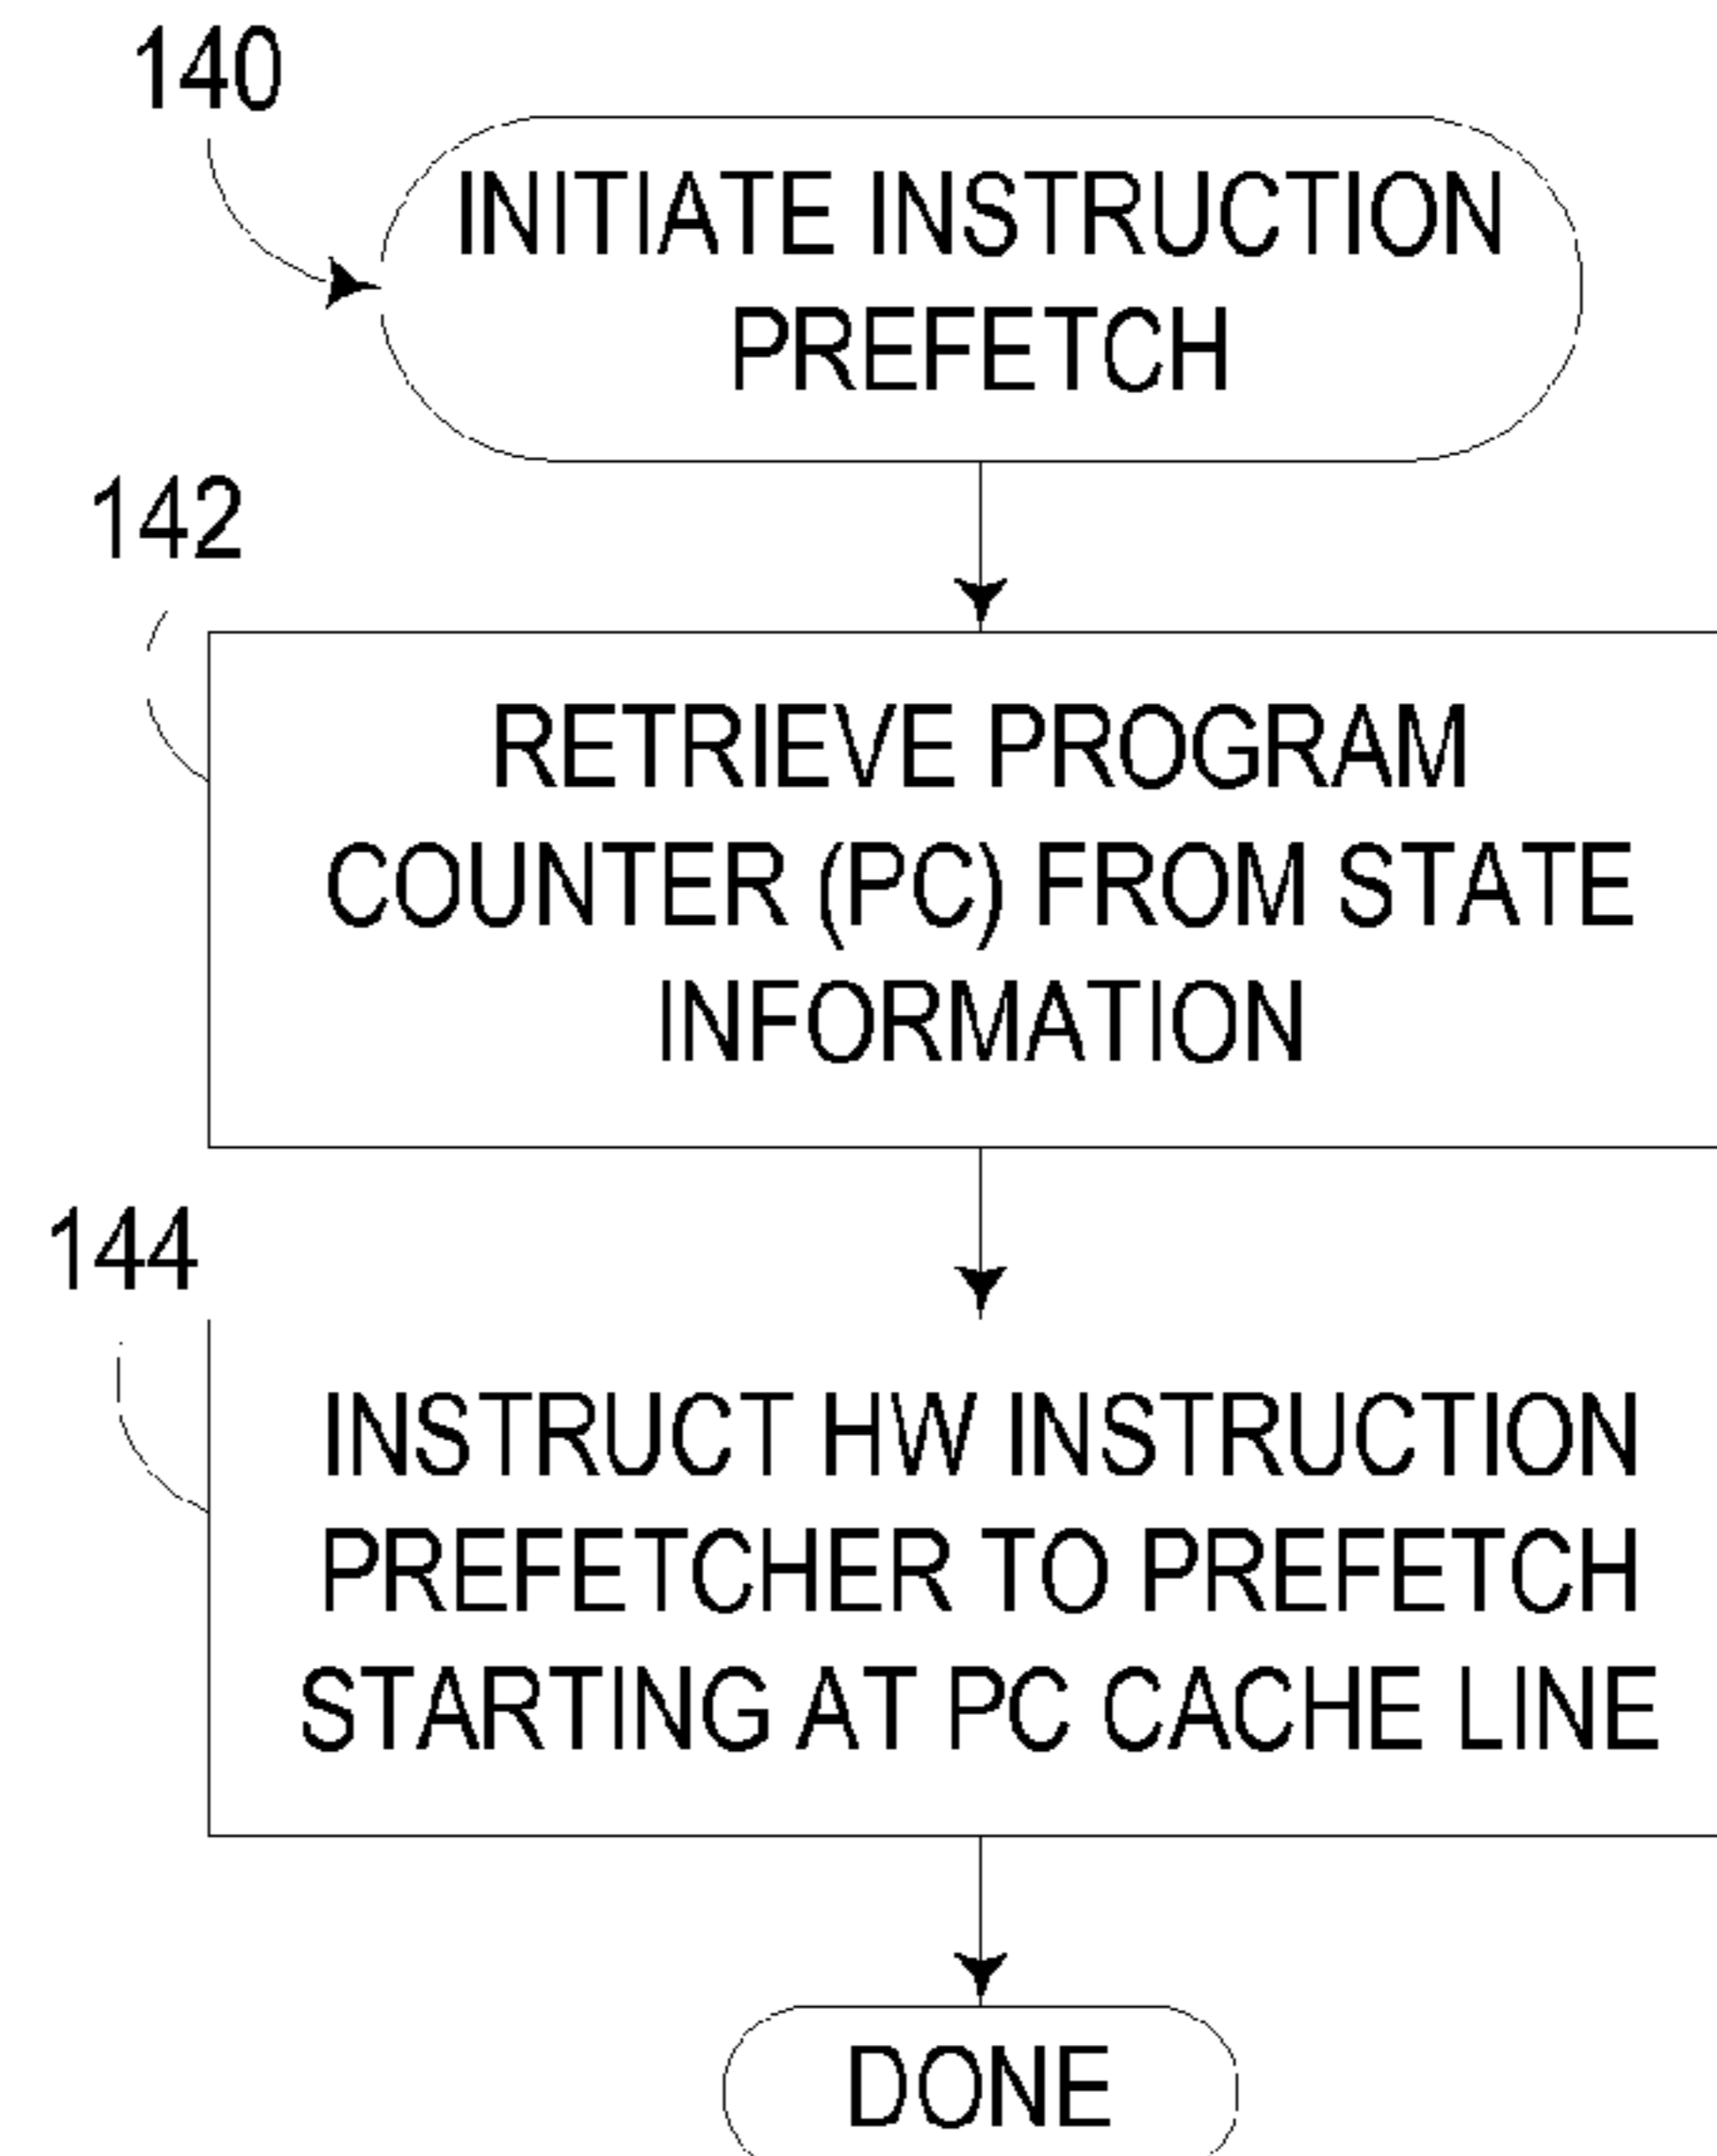 140
INITIATE INSTRUCTION
PREFETCH
142
RETRIEVE PROGRAM
COUNTER (PC) FROM STATE
INFORMATION
144
INSTRUCT HW INSTRUCTION
PREFETCHER TO PREFETCH
STARTING AT PC CACHE LINE
DONE